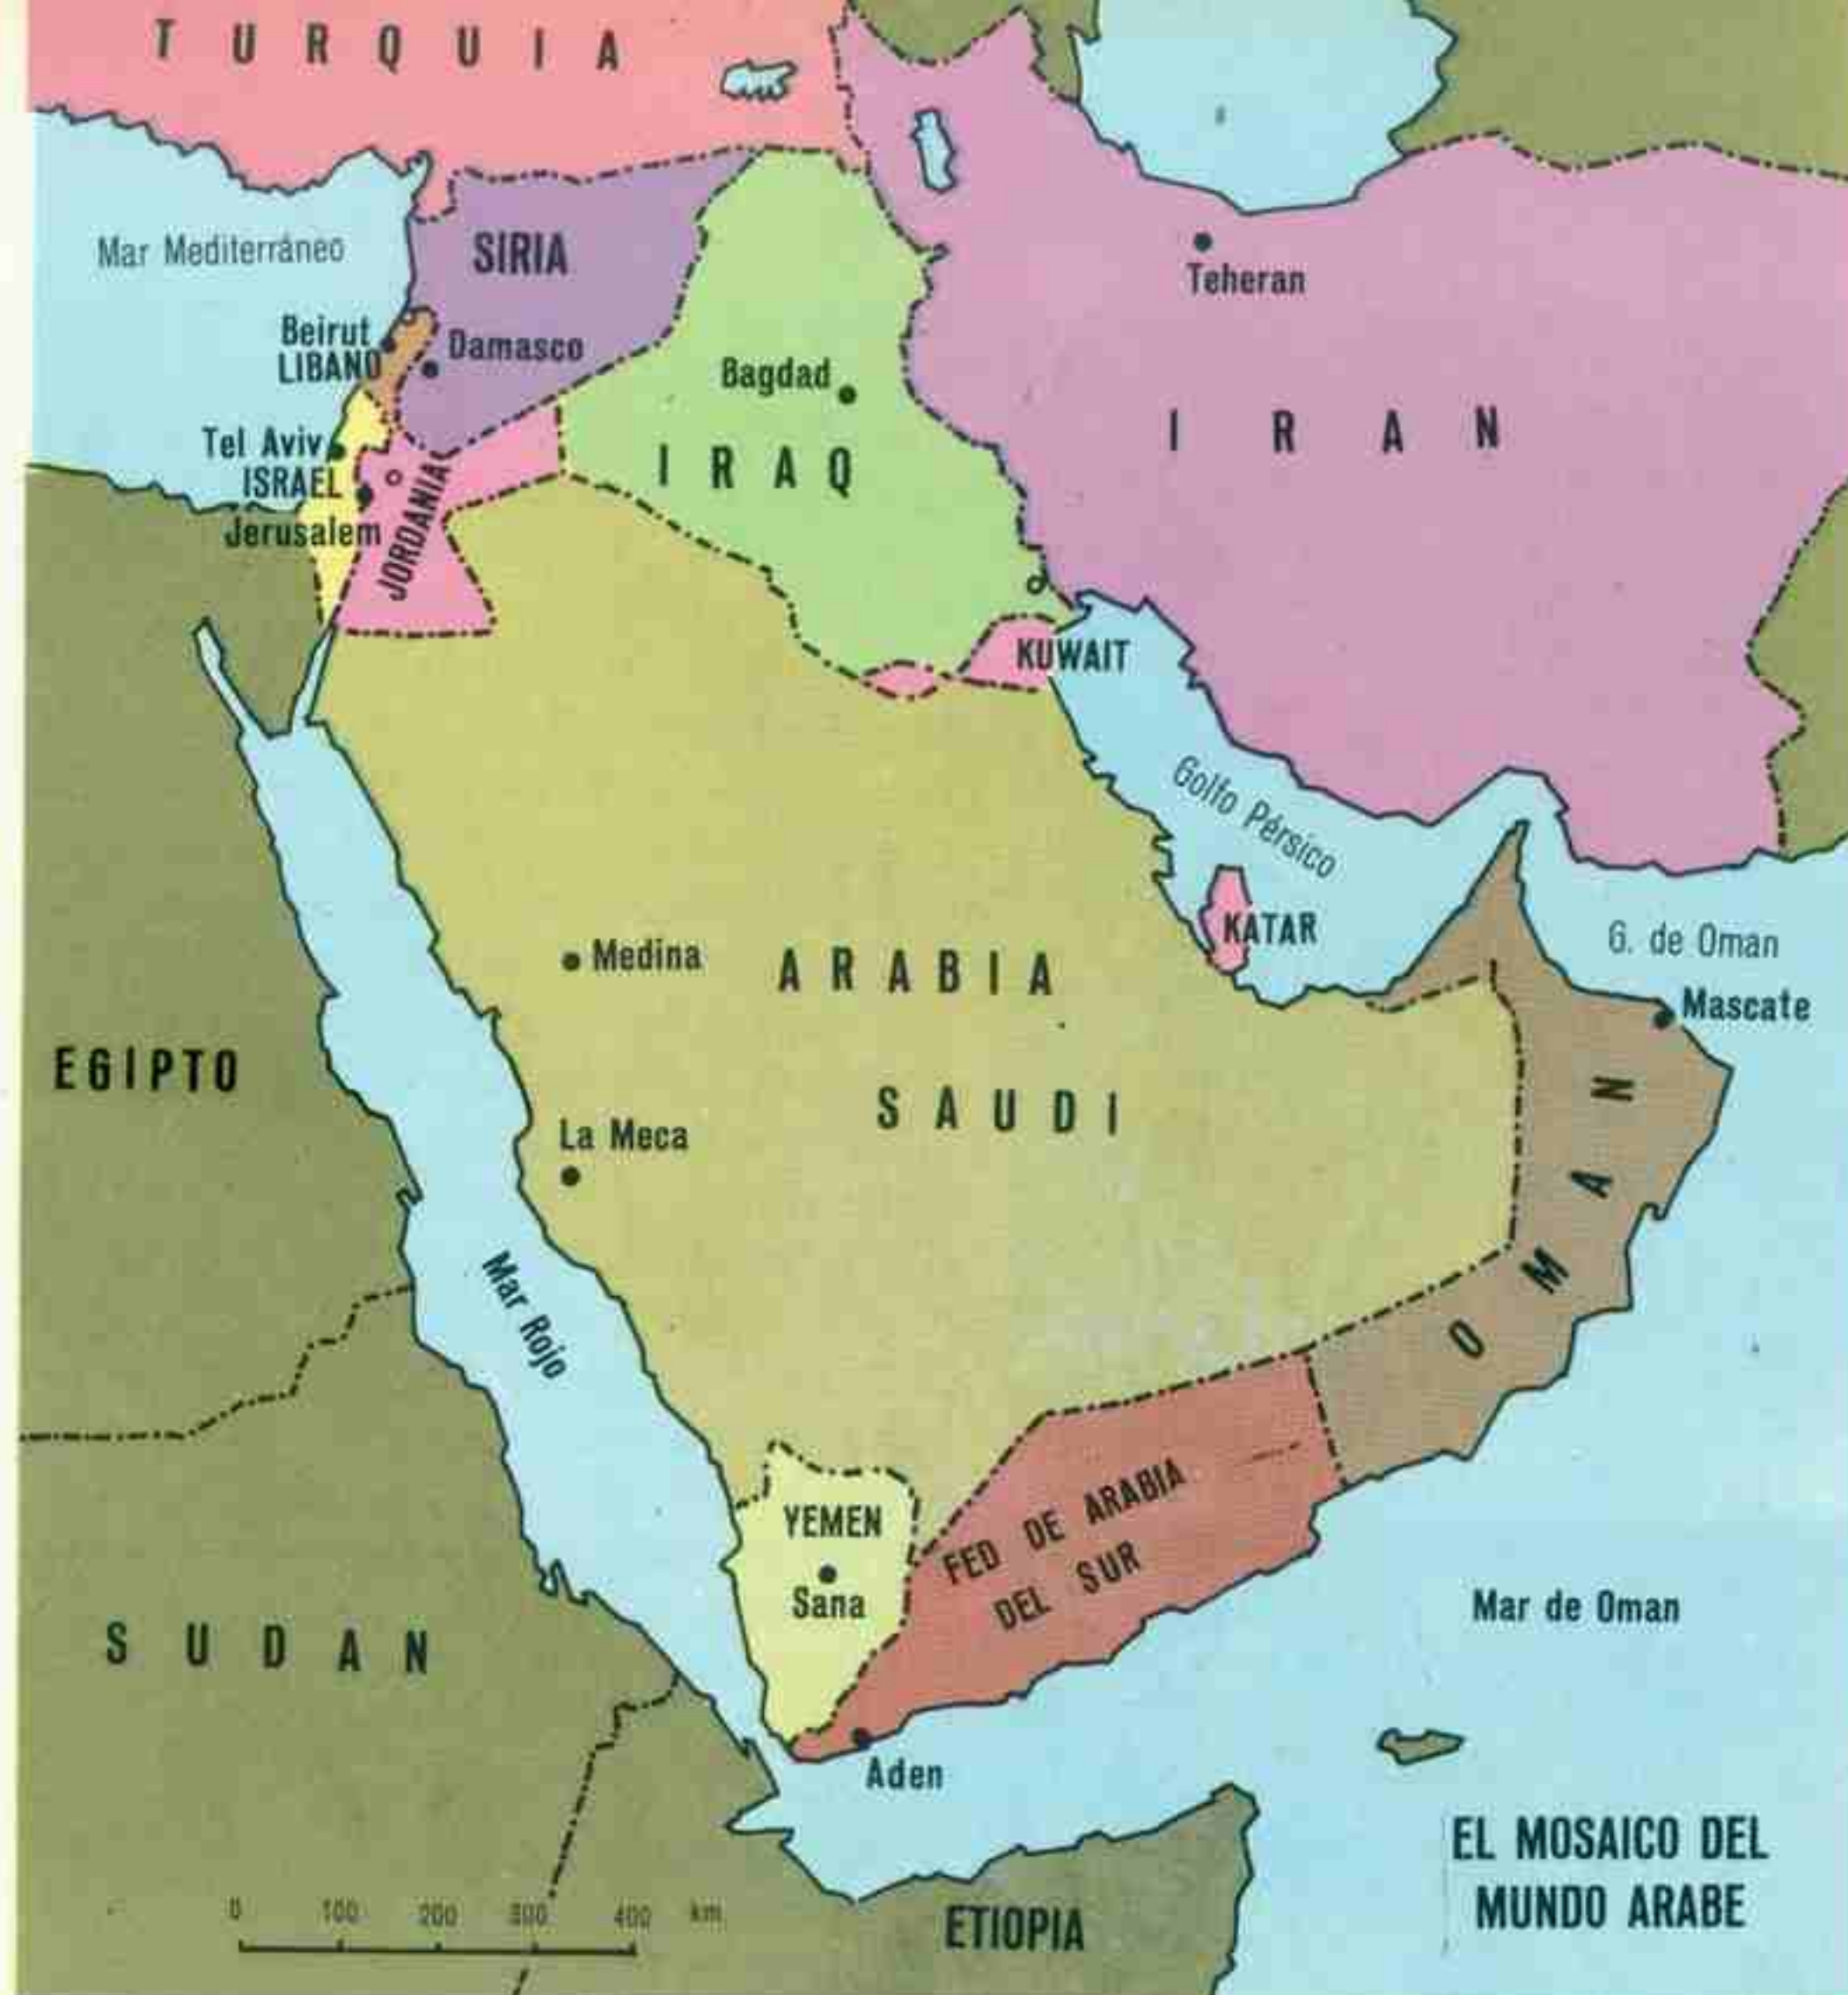 TURQUIA
Mar Mediterráneo
SIRIA
Teheran
Beirut
LIBANO
Damasco
Bagdad
IRAN
Tel Aviv
ISRAEL
IRAQ
Jerusalem
JORDANIA
KUWAIT
Golfo Pérsico
KATAR
G. de Oman
Medina
ARABIA
Mascate
EGIPTO
SAUDI
La Meca
OMAN
Mar Rojo
YEMEN
Sana
FED DE ARABIA
DEL SUR
Mar de Oman
SUDAN
Aden
EL MOSAICO DEL
MUNDO ARABE
0 100 200 300 400 km.
ETIOPIA